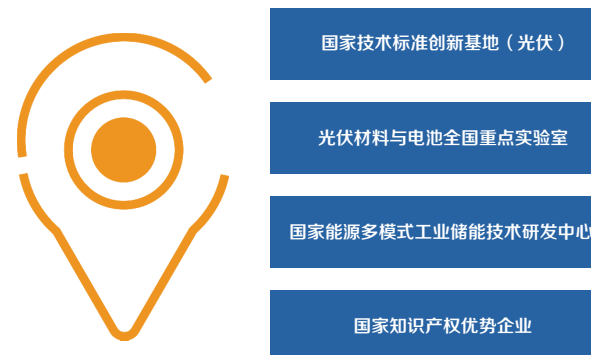 国家技术标准创新基地（光伏）
光伏材料与电池全国重点实验室
国家能源多模式工业储能技术研发中心
国家知识产权优势企业